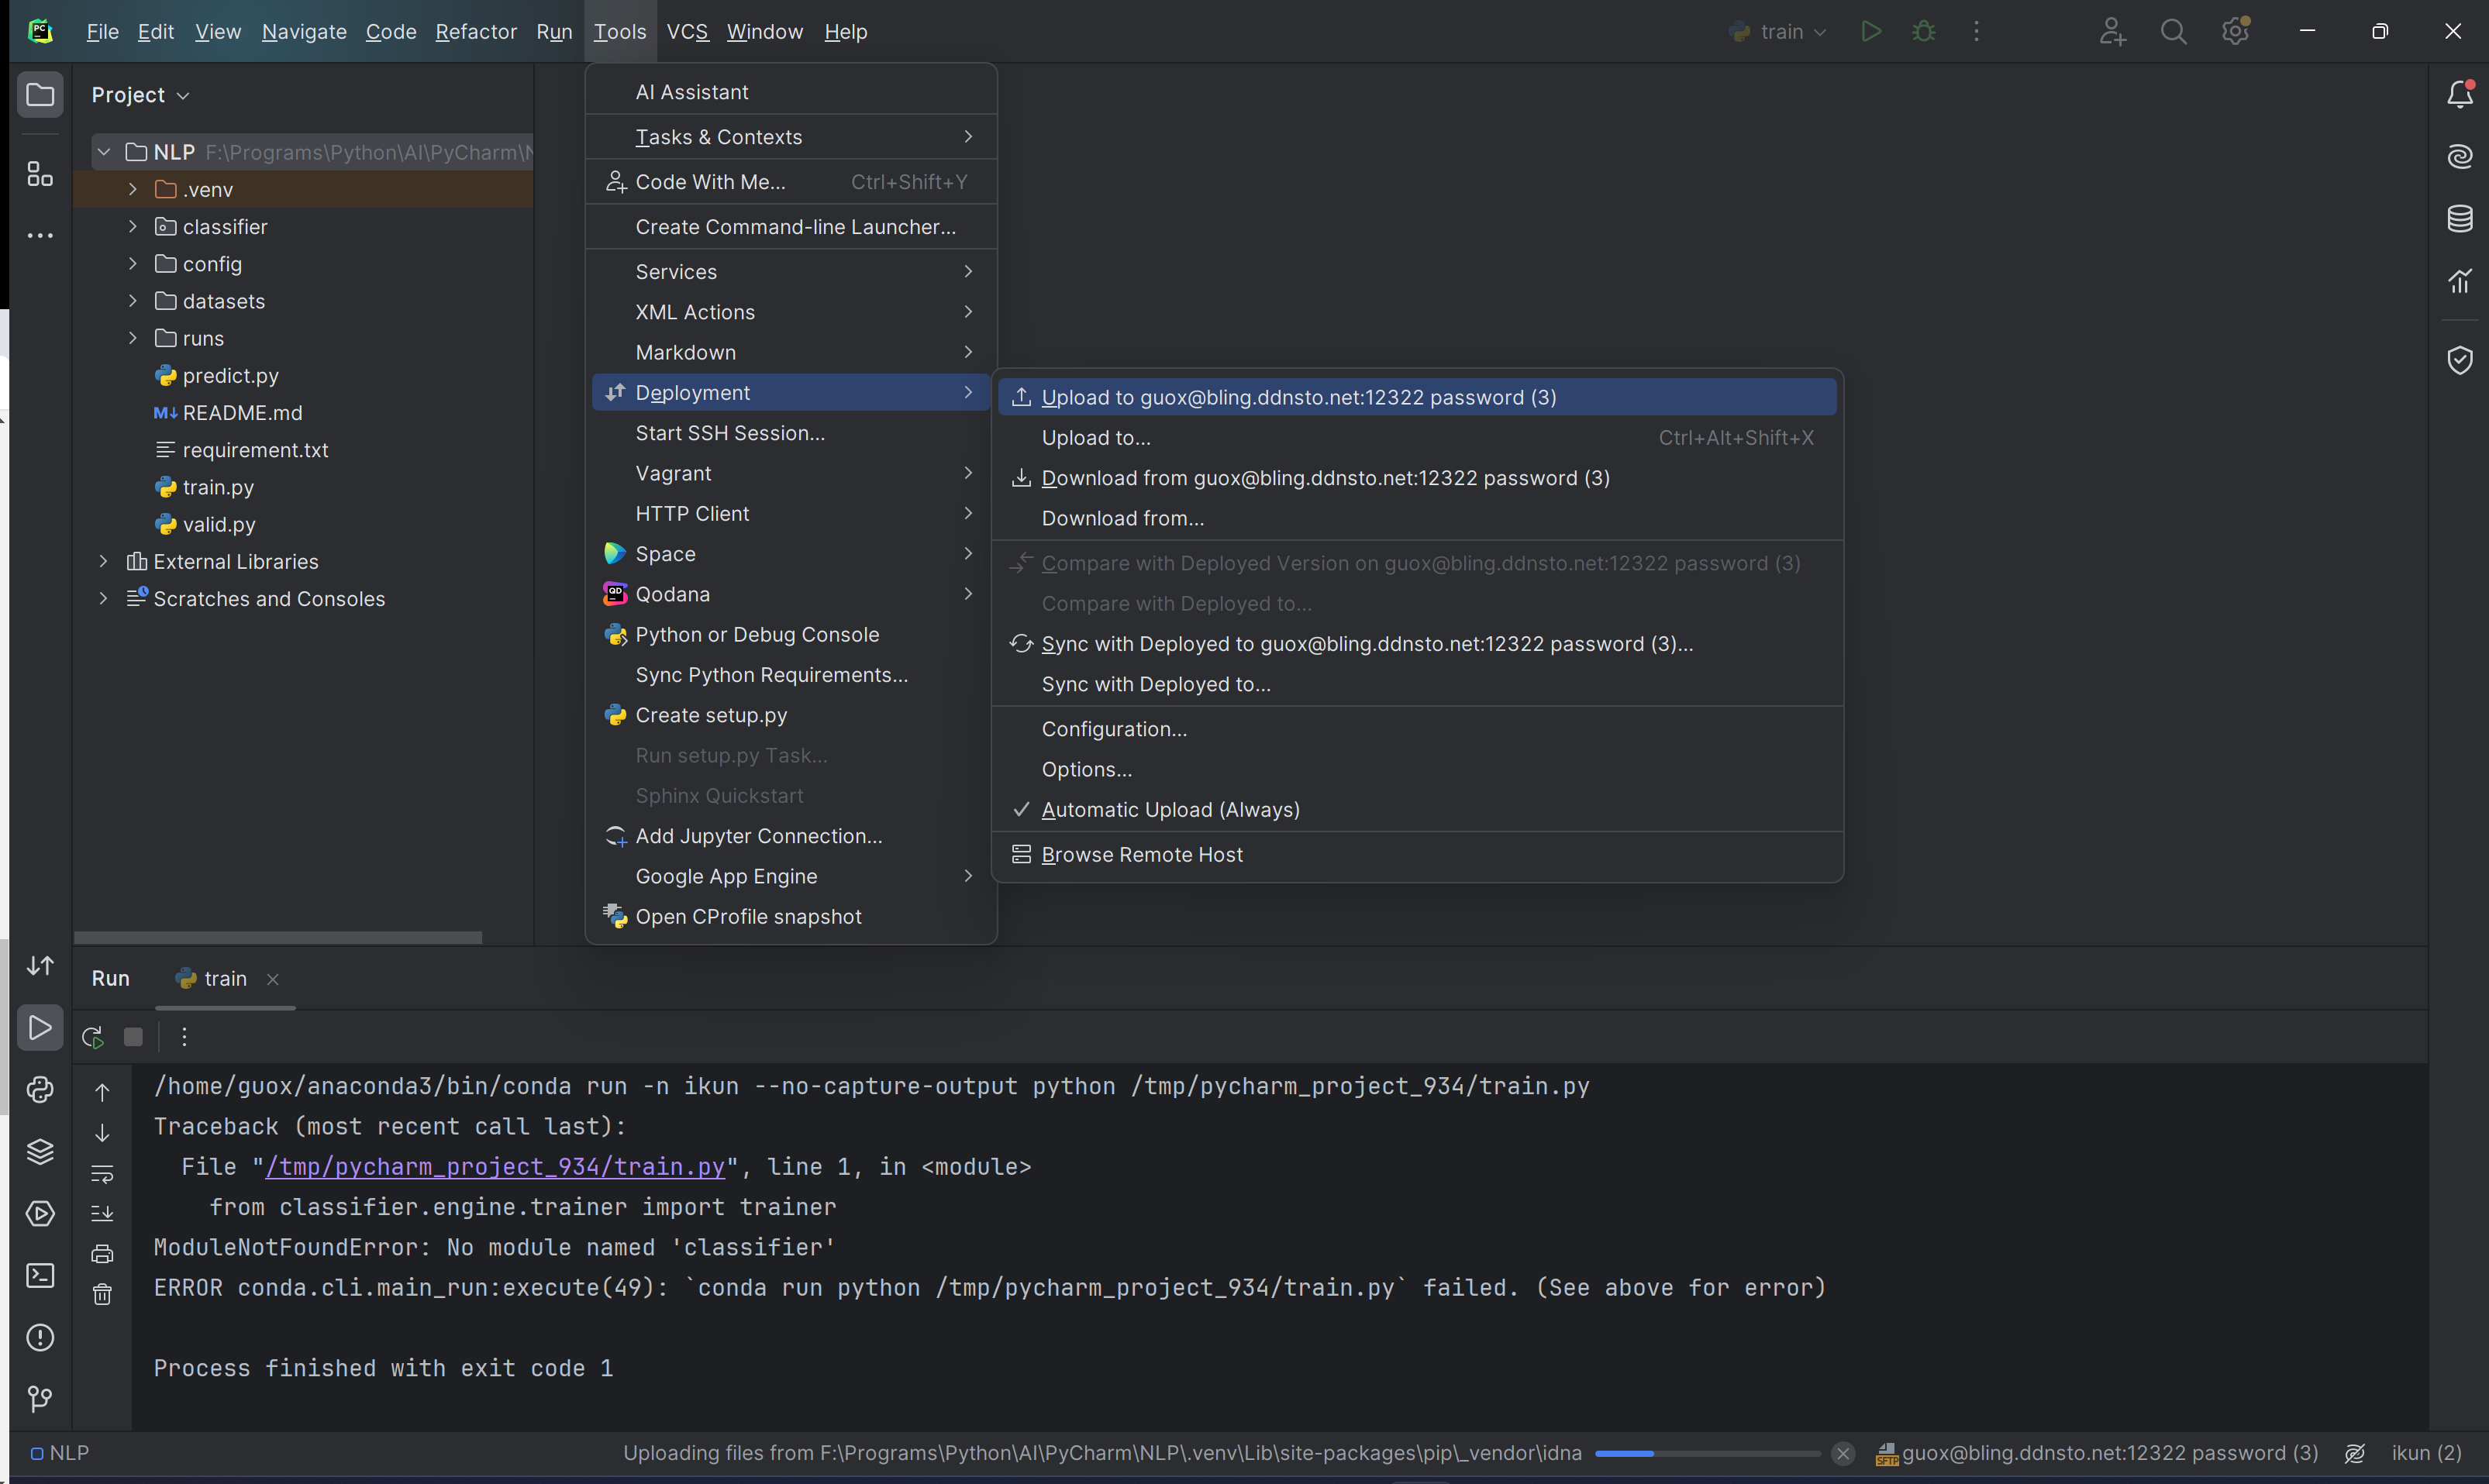 File Edit View Navigate Code Refactor Run Tools VCS Window Help
train
Project
NLP F:\Programs\Python\AI\PyCharm\N
.venv
classifier
config
datasets
runs
predict.py
README.md
requirement.txt
train.py
valid.py
External Libraries
Scratches and Consoles
AI Assistant
Tasks & Contexts
Code With Me... Ctrl+Shift+Y
Create Command-line Launcher...
Services
XML Actions
Markdown
Deployment
Start SSH Session...
Vagrant
HTTP Client
Space
Qodana
Python or Debug Console
Sync Python Requirements...
Create setup.py
Run setup.py Task...
Sphinx Quickstart
Add Jupyter Connection...
Google App Engine
Open CProfile snapshot
Upload to guox@bling.ddnsto.net:12322 password (3)
Upload to... Ctrl+Alt+Shift+X
Download from guox@bling.ddnsto.net:12322 password (3)
Download from...
Compare with Deployed Version on guox@bling.ddnsto.net:12322 password (3)
Compare with Deployed to...
Sync with Deployed to guox@bling.ddnsto.net:12322 password (3)...
Sync with Deployed to...
Configuration...
Options...
Automatic Upload (Always)
Browse Remote Host
Run train
/home/guox/anaconda3/bin/conda run -n ikun --no-capture-output python /tmp/pycharm_project_934/train.py
Traceback (most recent call last):
File "/tmp/pycharm_project_934/train.py", line 1, in <module>
from classifier.engine.trainer import trainer
ModuleNotFoundError: No module named 'classifier'
ERROR conda.cli.main_run:execute(49): `conda run python /tmp/pycharm_project_934/train.py` failed. (See above for error)
Process finished with exit code 1
NLP Uploading files from F:\Programs\Python\AI\PyCharm\NLP\.venv\Lib\site-packages\pip\_vendor\idna guox@bling.ddnsto.net:12322 password (3) ikun (2)